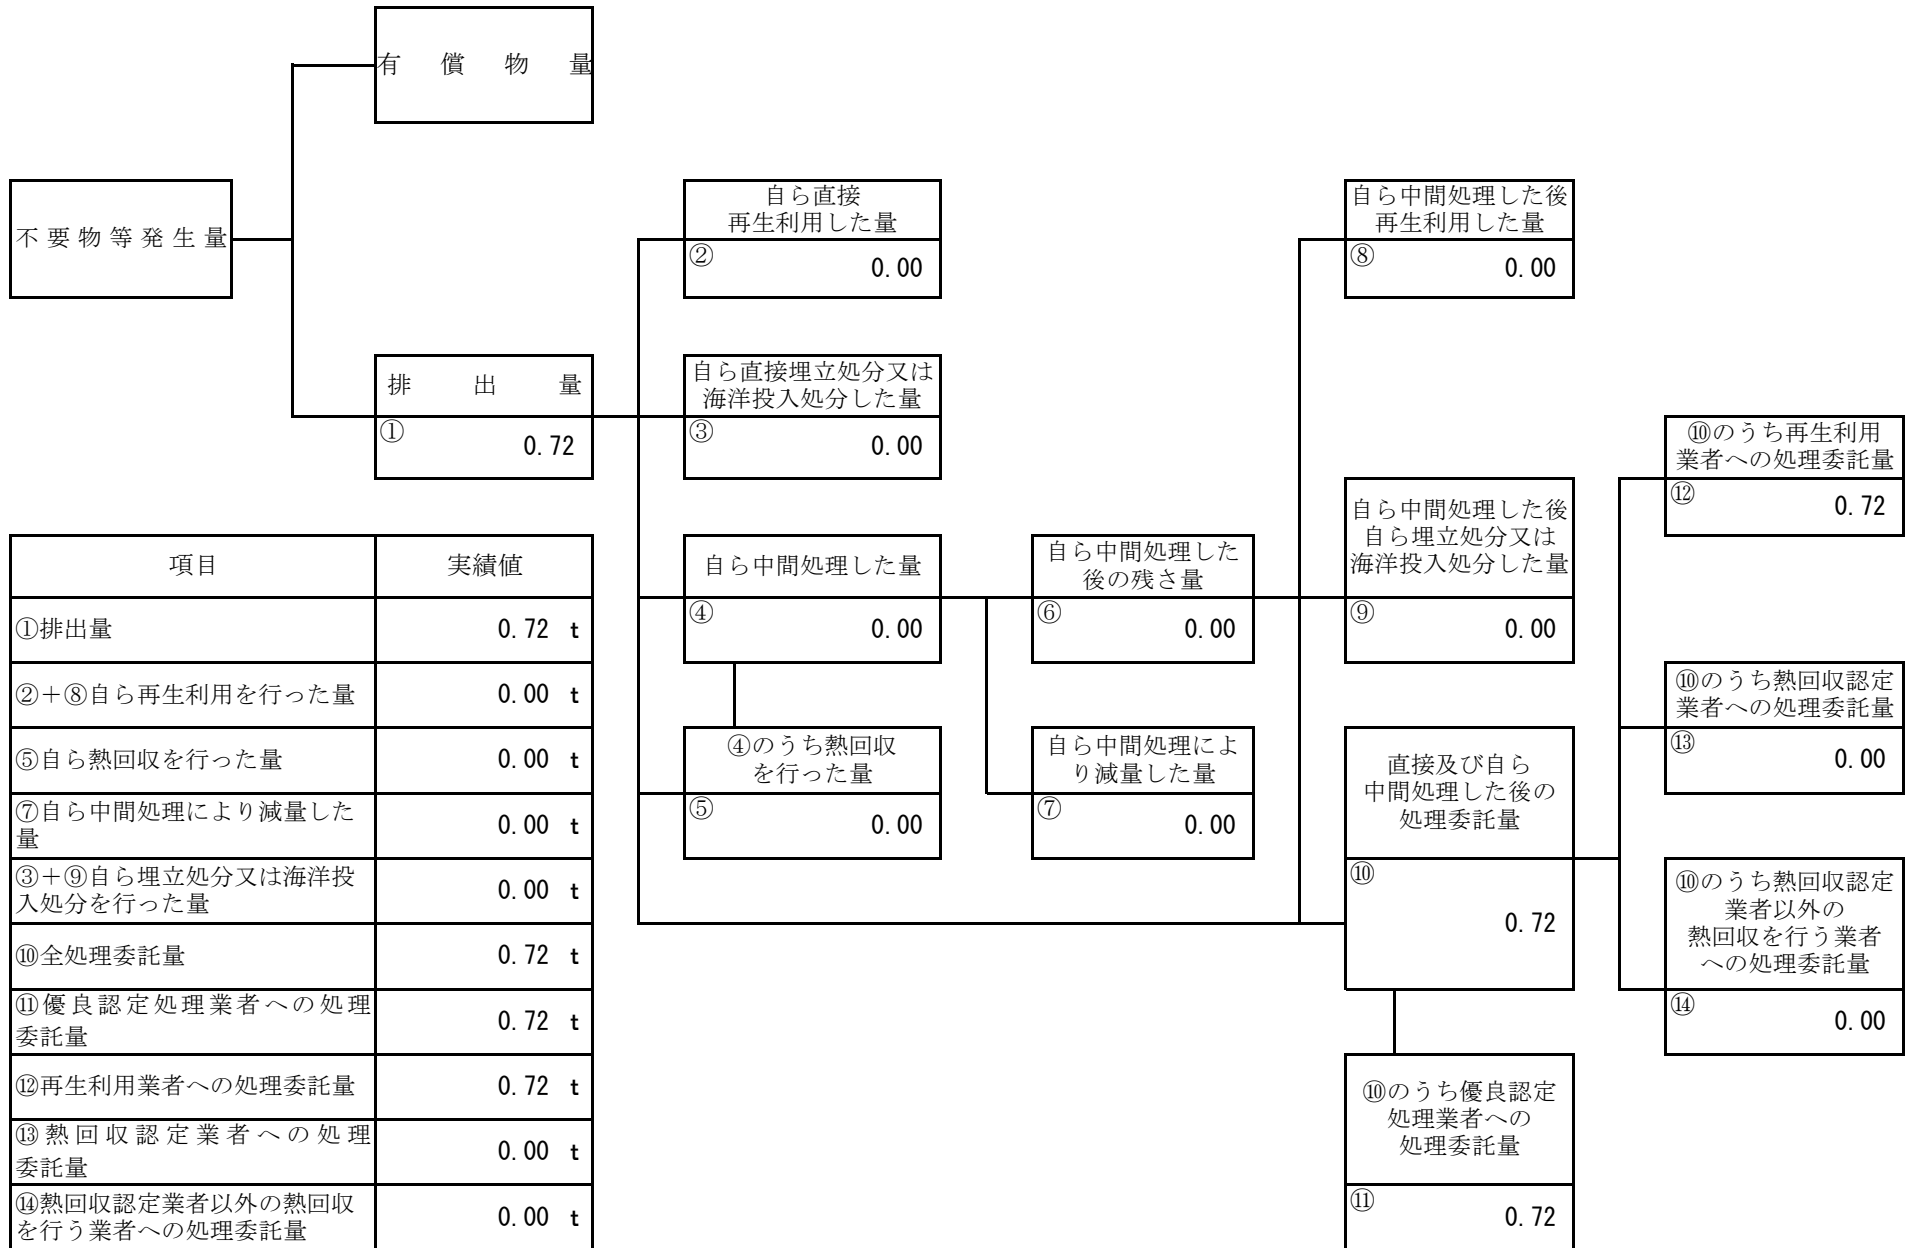 有償物量
不要物等発生量
自ら直接
再生利用した量
②
0.00
自ら中間処理した後
再生利用した量
⑧
0.00
排出量
①
0.72
自ら直接埋立処分又は
海洋投入処分した量
③
0.00
⑩のうち再生利用
業者への処理委託量
⑫
0.72
自ら中間処理した量
④
0.00
自ら中間処理した
後の残さ量
⑥
0.00
自ら中間処理した後
自ら埋立処分又は
海洋投入処分した量
⑨
0.00
⑩のうち熱回収認定
業者への処理委託量
⑬
0.00
④のうち熱回収
を行った量
⑤
0.00
自ら中間処理によ
り減量した量
⑦
0.00
直接及び自ら
中間処理した後の
処理委託量
⑩
0.72
⑩のうち熱回収認定
業者以外の
熱回収を行う業者
への処理委託量
⑭
0.00
⑩のうち優良認定
処理業者への
処理委託量
⑪
0.72
項目 実績値
①排出量 0.72 t
②+⑧自ら再生利用を行った量 0.00 t
⑤自ら熱回収を行った量 0.00 t
⑦自ら中間処理により減量した
量 0.00 t
③+⑨自ら埋立処分又は海洋投
入処分を行った量 0.00 t
⑩全処理委託量 0.72 t
⑪優良認定処理業者への処理
委託量 0.72 t
⑫再生利用業者への処理委託量 0.72 t
⑬熱回収認定業者への処理
委託量 0.00 t
⑭熱回収認定業者以外の熱回収
を行う業者への処理委託量 0.00 t